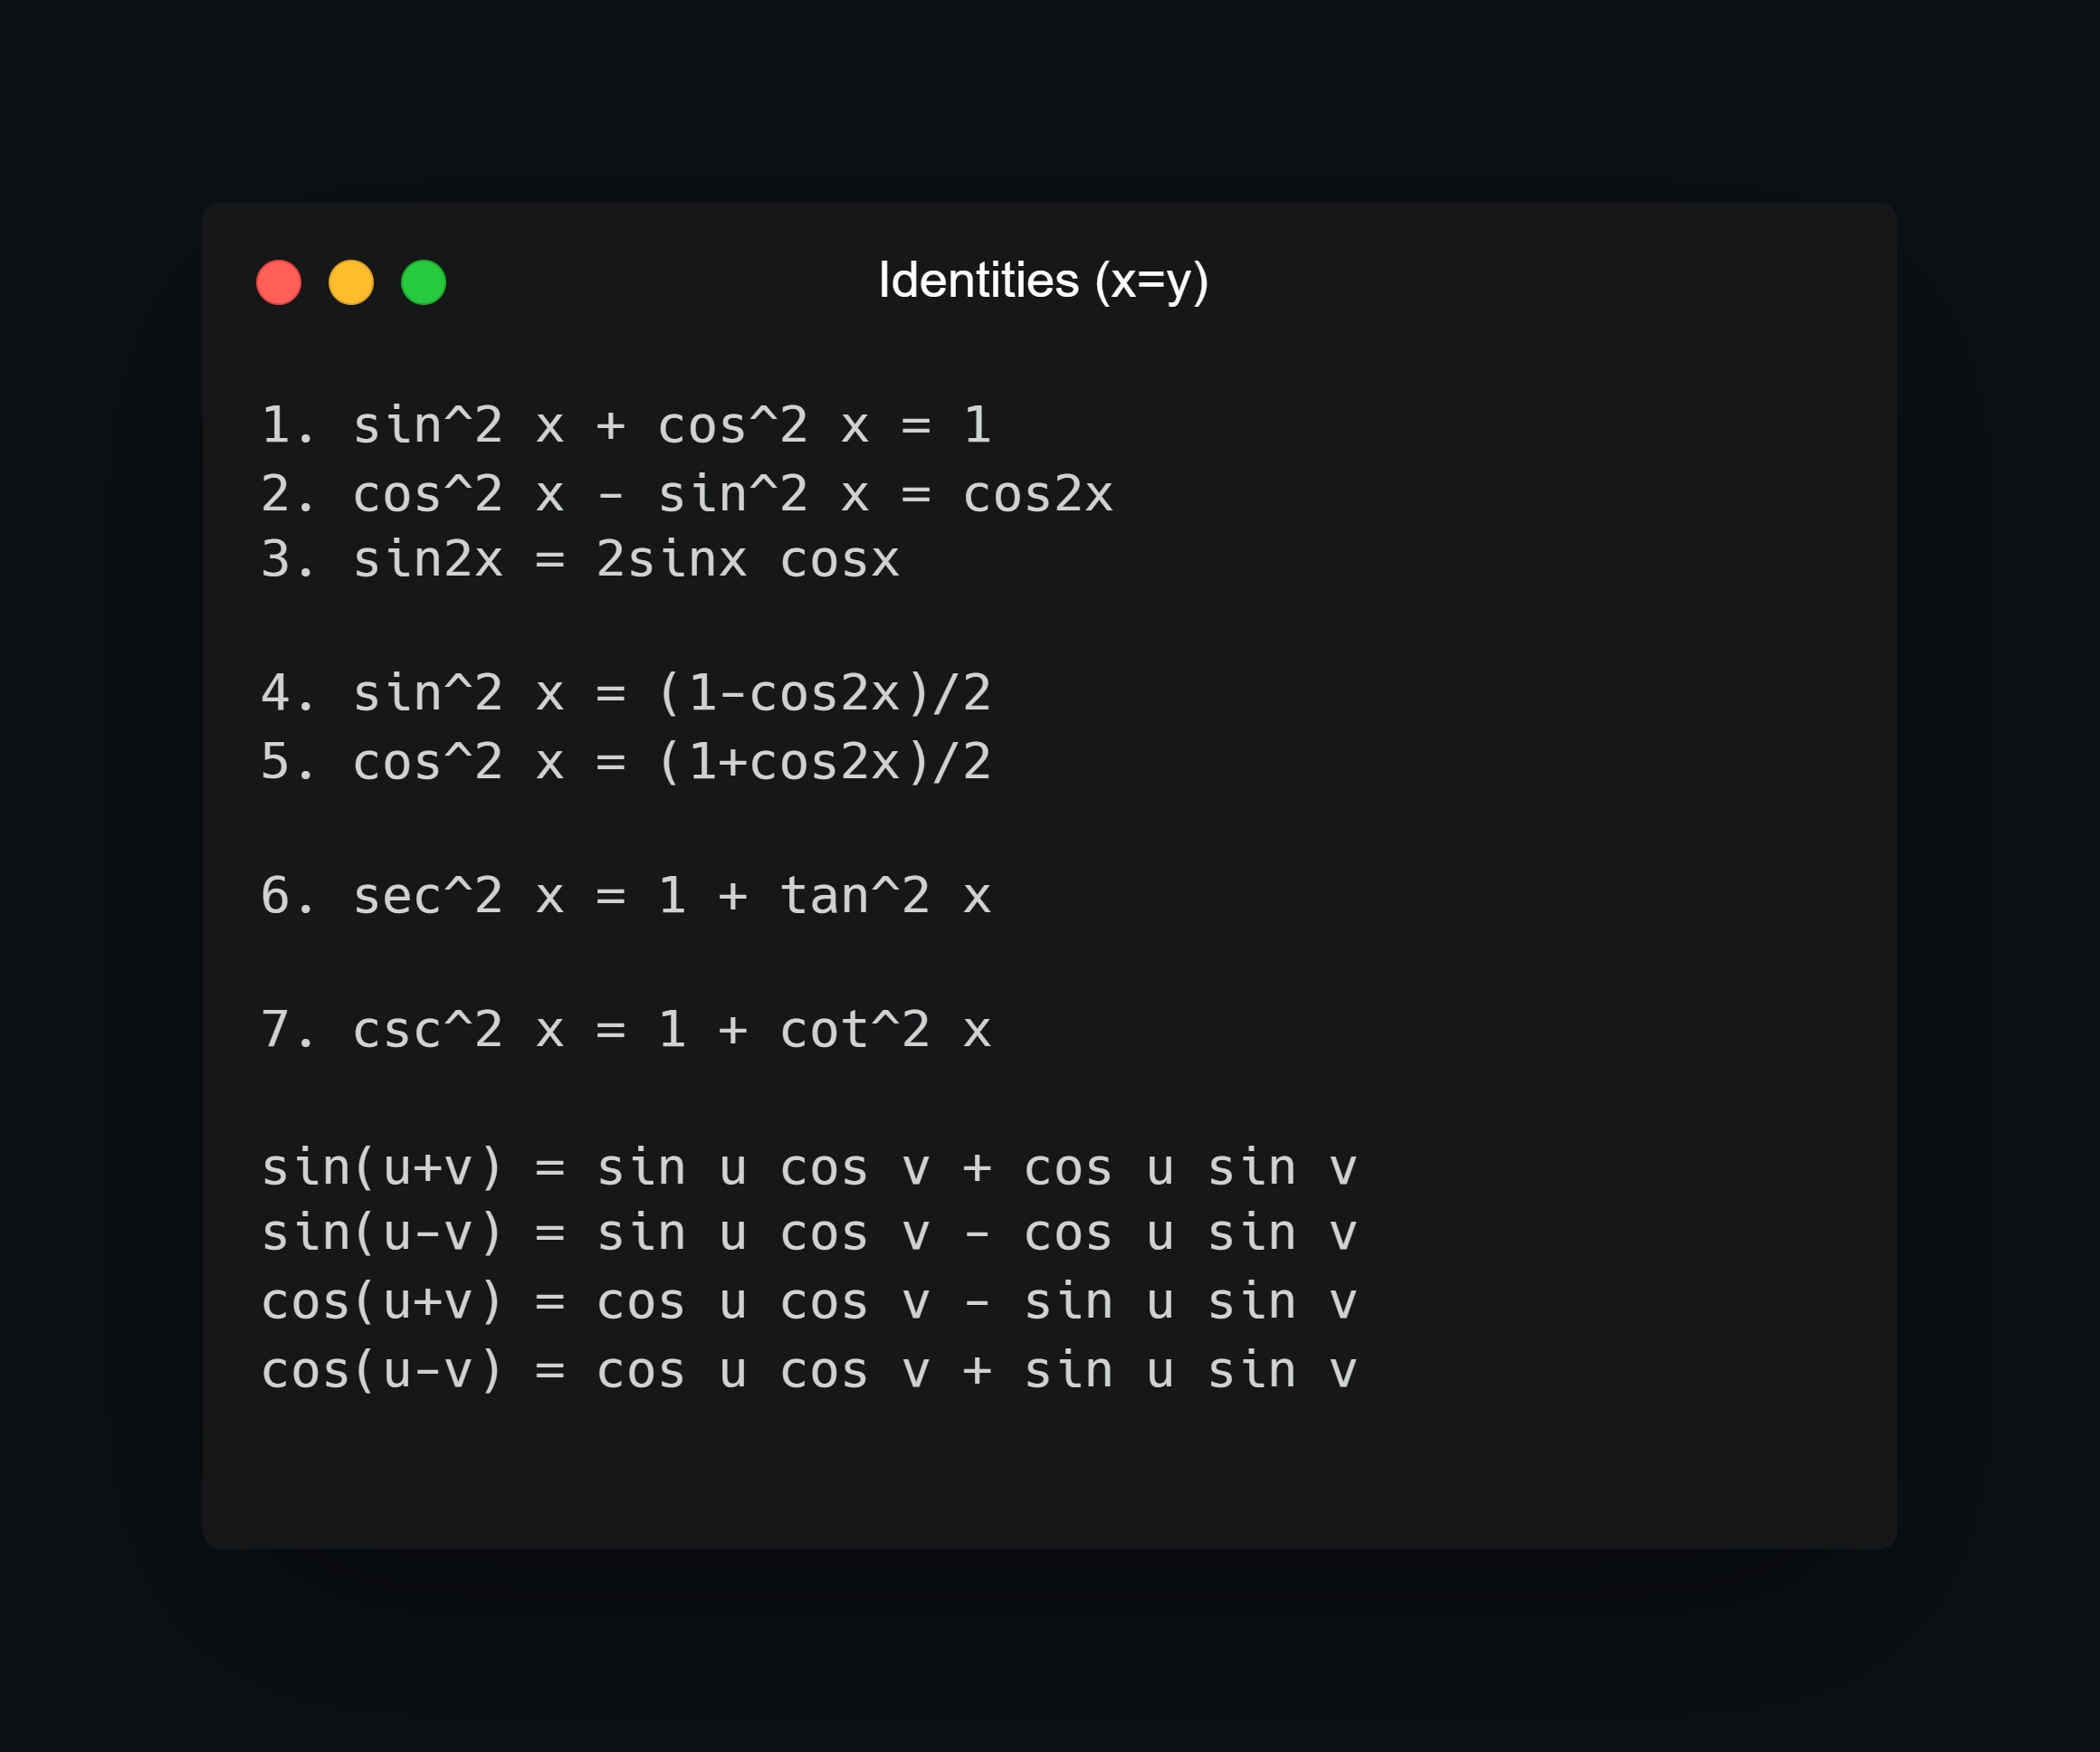 Identities (x=y)
1. sin^2 x + cos^2 x = 1
2. cos^2 x - sin^2 x = cos2x
3. sin2x = 2sinx cosx
4. sin^2 x = (1-cos2x)/2
5. cos^2 x = (1+cos2x)/2
6. sec^2 x = 1 + tan^2 x
7. csc^2 x = 1 + cot^2 x
sin(u+v) = sin u cos v + cos u sin v
sin(u-v) = sin u cos v - cos u sin v
cos(u+v) = cos u cos v - sin u sin v
cos(u-v) = cos u cos v + sin u sin v